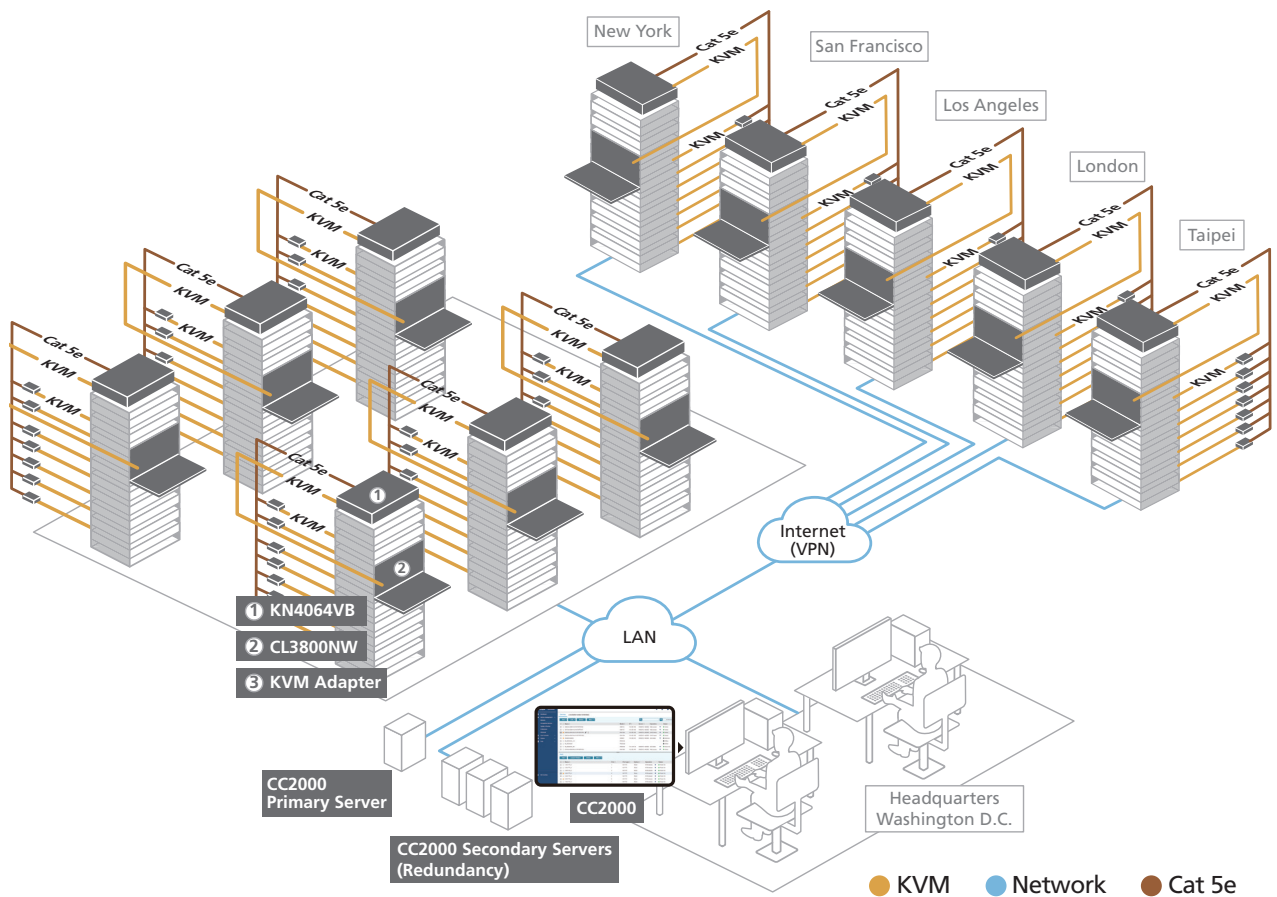 New York
San Francisco
Los Angeles
London
Taipei
Cat 5e
KVM
KVM
Cat 5e
KVM
KVM
Cat 5e
KVM
KVM
Cat 5e
KVM
KVM
Cat 5e
KVM
KVM
Cat 5e
KVM
KVM
Cat 5e
KVM
KVM
Cat 5e
KVM
KVM
Cat 5e
KVM
KVM
Cat 5e
KVM
KVM
Cat 5e
KVM
KVM
1
2
1 KN4064VB
2 CL3800NW
3 KVM Adapter
Internet
(VPN)
LAN
CC2000
Primary Server
CC2000 Secondary Servers
(Redundancy)
CC2000
Headquarters
Washington D.C.
KVM
Network
Cat 5e